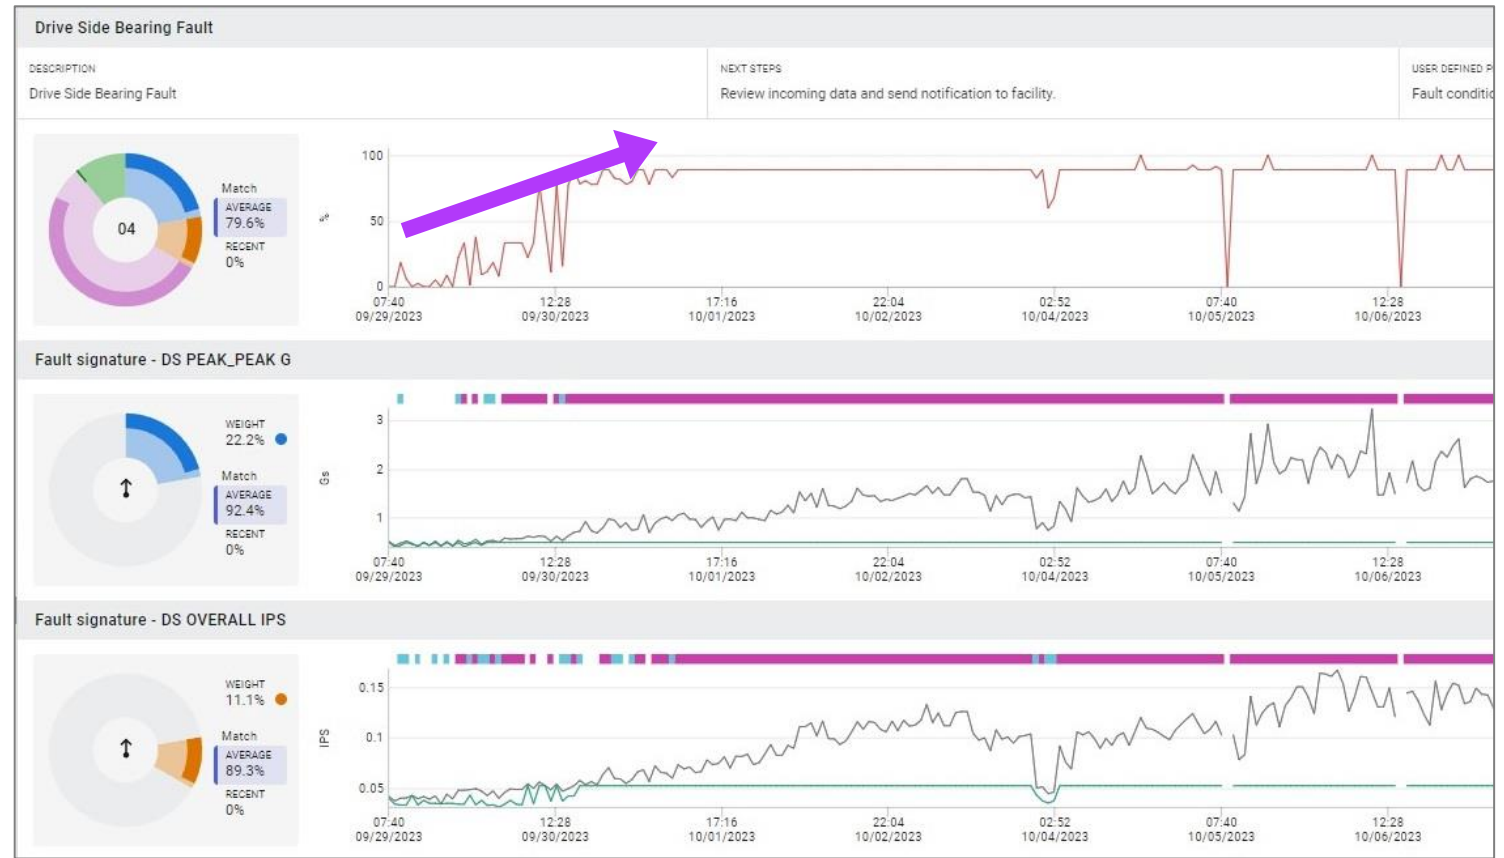 Drive Side Bearing Fault
DESCRIPTION
Drive Side Bearing Fault
NEXT STEPS
Review incoming data and send notification to facility.
USER DEFINED P
Fault conditic
04
Match
AVERAGE
79.6%
RECENT
0%
%
100
50
0
07:40 12:28 17:16 22:04 02:52 07:40 12:28
09/29/2023 09/30/2023 10/01/2023 10/02/2023 10/04/2023 10/05/2023 10/06/2023
Fault signature - DS PEAK_PEAK G
WEIGHT
22.2%
Match
AVERAGE
92.4%
RECENT
0%
Gs
3
2
1
07:40 12:28 17:16 22:04 02:52 07:40 12:28
09/29/2023 09/30/2023 10/01/2023 10/02/2023 10/04/2023 10/05/2023 10/06/2023
Fault signature - DS OVERALL IPS
WEIGHT
11.1%
Match
AVERAGE
89.3%
RECENT
0%
IPS
0.15
0.1
0.05
07:40 12:28 17:16 22:04 02:52 07:40 12:28
09/29/2023 09/30/2023 10/01/2023 10/02/2023 10/04/2023 10/05/2023 10/06/2023